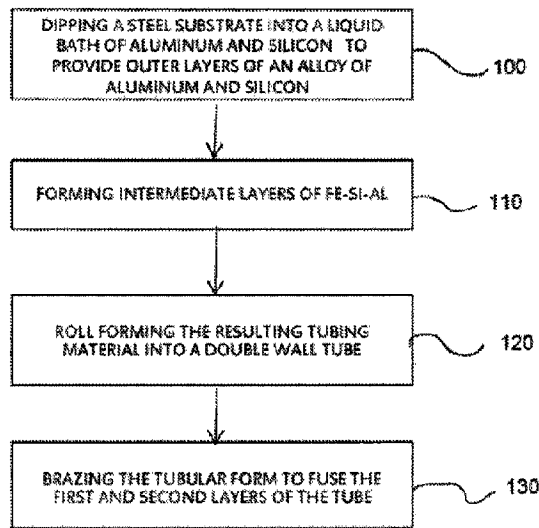 DIPPING A STEEL SUBSTRATE INTO A LIQUID
BATH OF ALUMINUM AND SILICON TO
PROVIDE OUTER LAYERS OF AN ALLOY OF
ALUMINUM AND SILICON
100
FORMING INTERMEDIATE LAYERS OF FE-SI-AL
110
ROLL FORMING THE RESULTING TUBING
MATERIAL INTO A DOUBLE WALL TUBE
120
BRAZING THE TUBULAR FORM TO FUSE THE
FIRST AND SECOND LAYERS OF THE TUBE
130